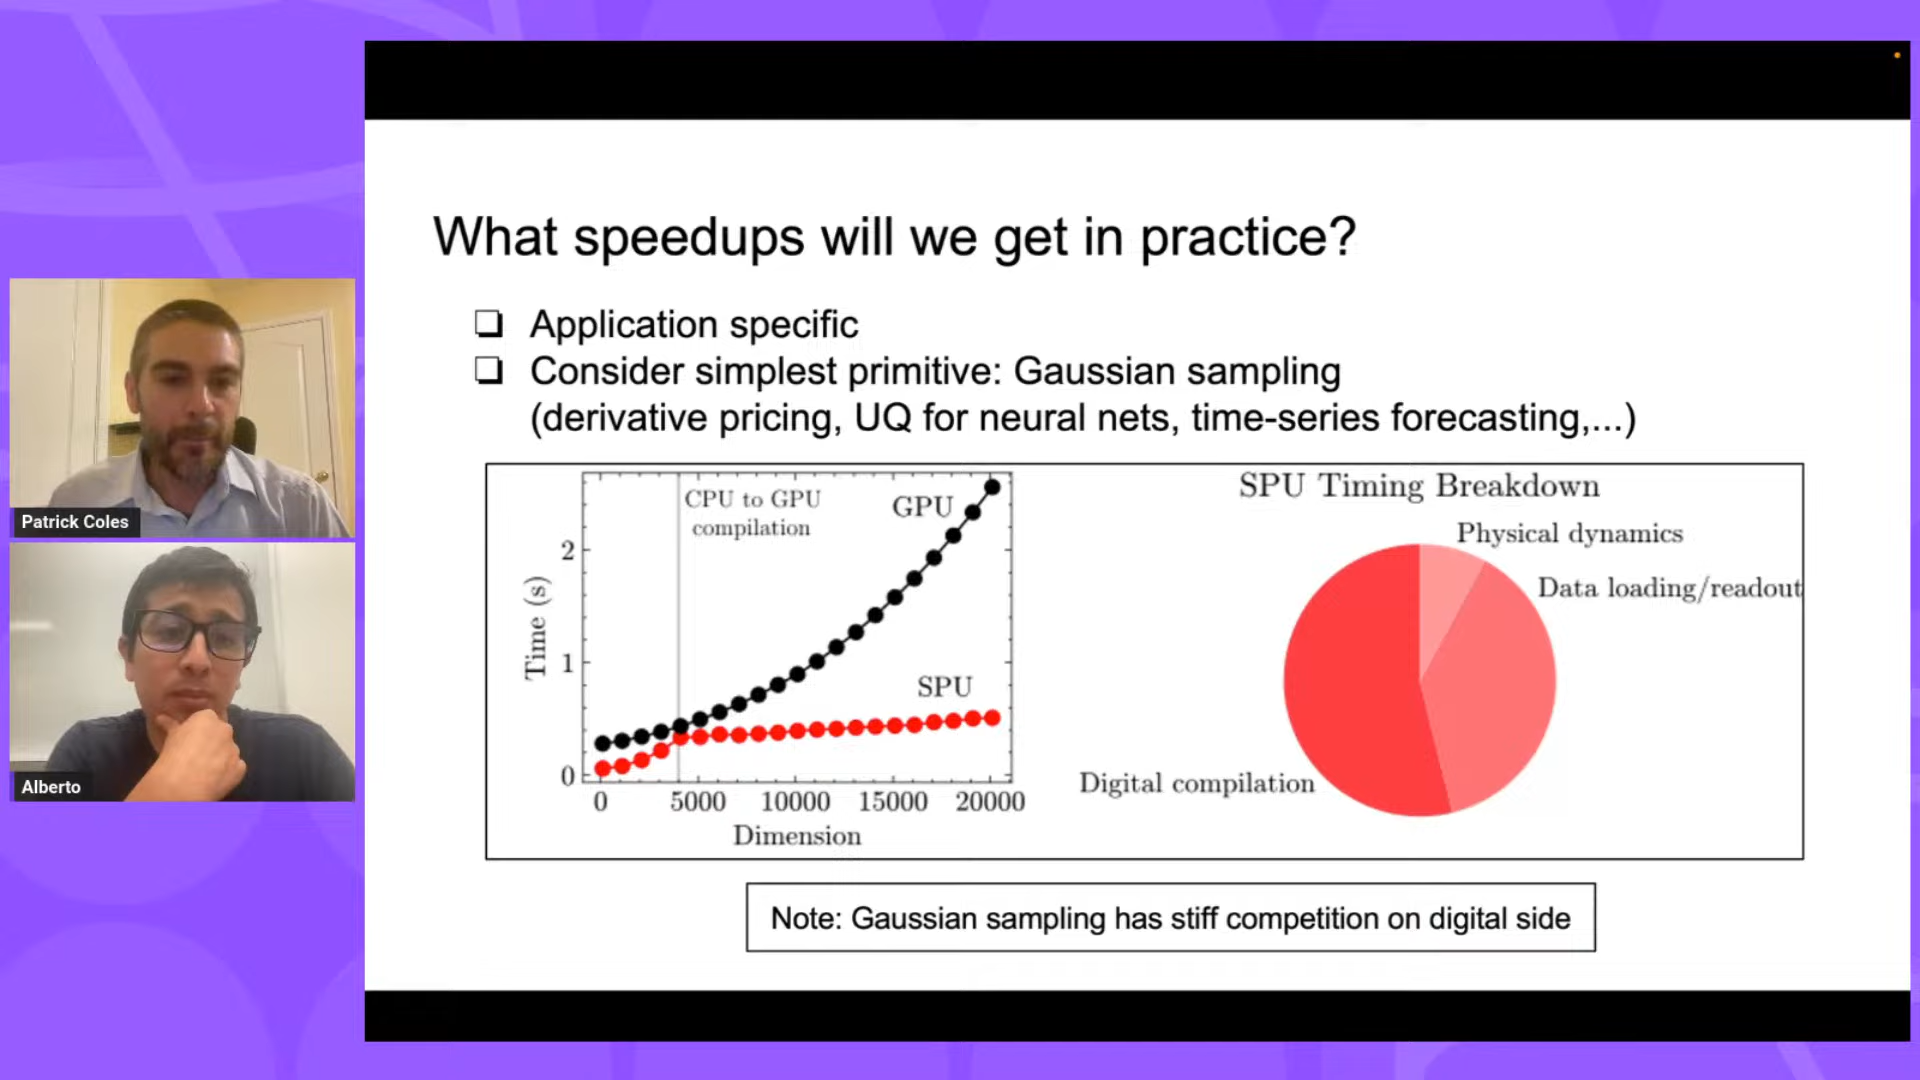 What speedups will we get in practice?
Application specific
Consider simplest primitive: Gaussian sampling
(derivative pricing, UQ for neural nets, time-series forecasting,...)
CPU to GPU
compilation
GPU
SPU
Time (s)
2
1
0
0 5000 10000 15000 20000
Dimension
SPU Timing Breakdown
Physical dynamics
Data loading/readout
Digital compilation
Note: Gaussian sampling has stiff competition on digital side
Patrick Coles
Alberto